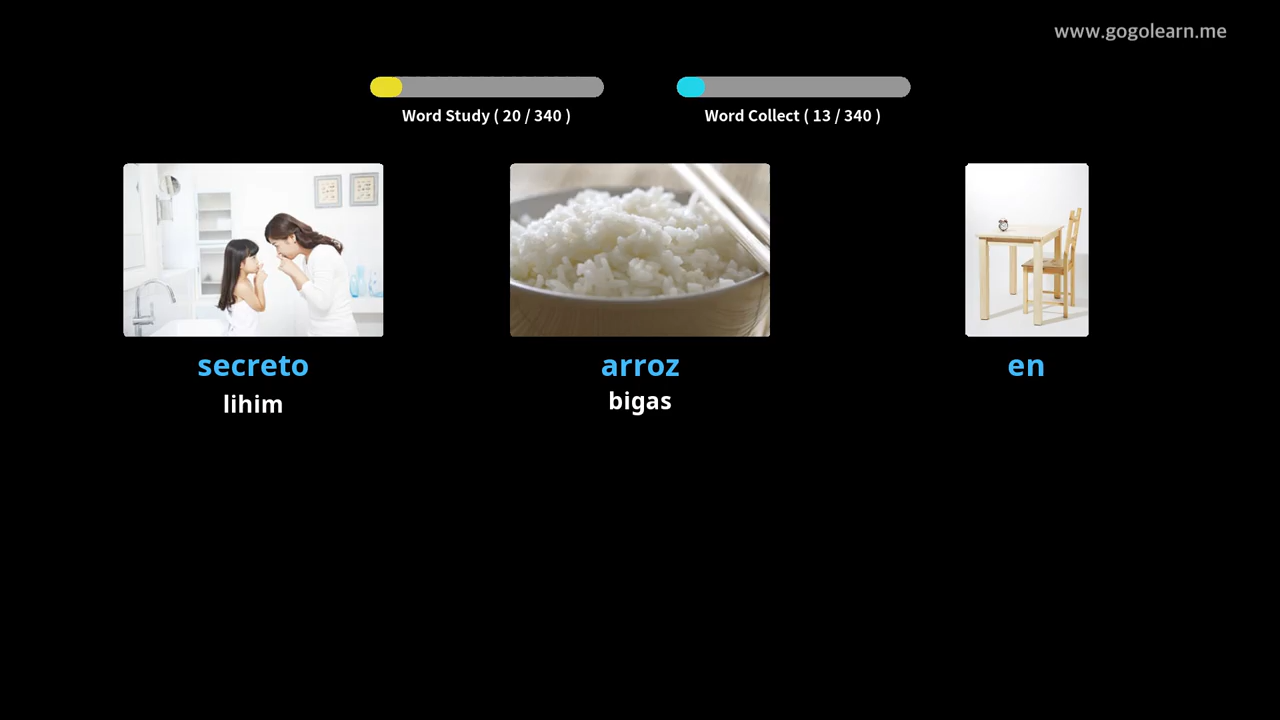 www.gogolearn.me
Word Study ( 20 / 340 )
Word Collect ( 13 / 340 )
secreto
lihim
arroz
bigas
en